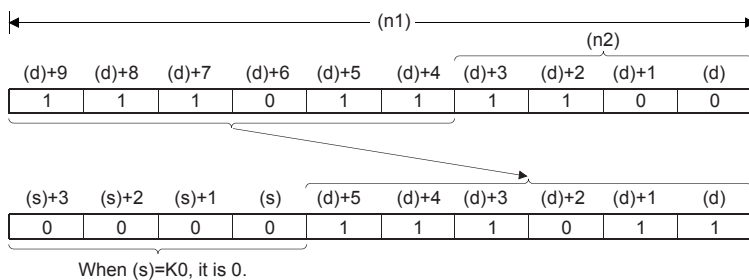 (n1)
(n2)
(d)+9 (d)+8 (d)+7 (d)+6 (d)+5 (d)+4 (d)+3 (d)+2 (d)+1 (d)
1 1 1 0 1 1 1 1 0 0
(s)+3 (s)+2 (s)+1 (s) (d)+5 (d)+4 (d)+3 (d)+2 (d)+1 (d)
0 0 0 0 1 1 1 0 1 1
When (s)=K0, it is 0.